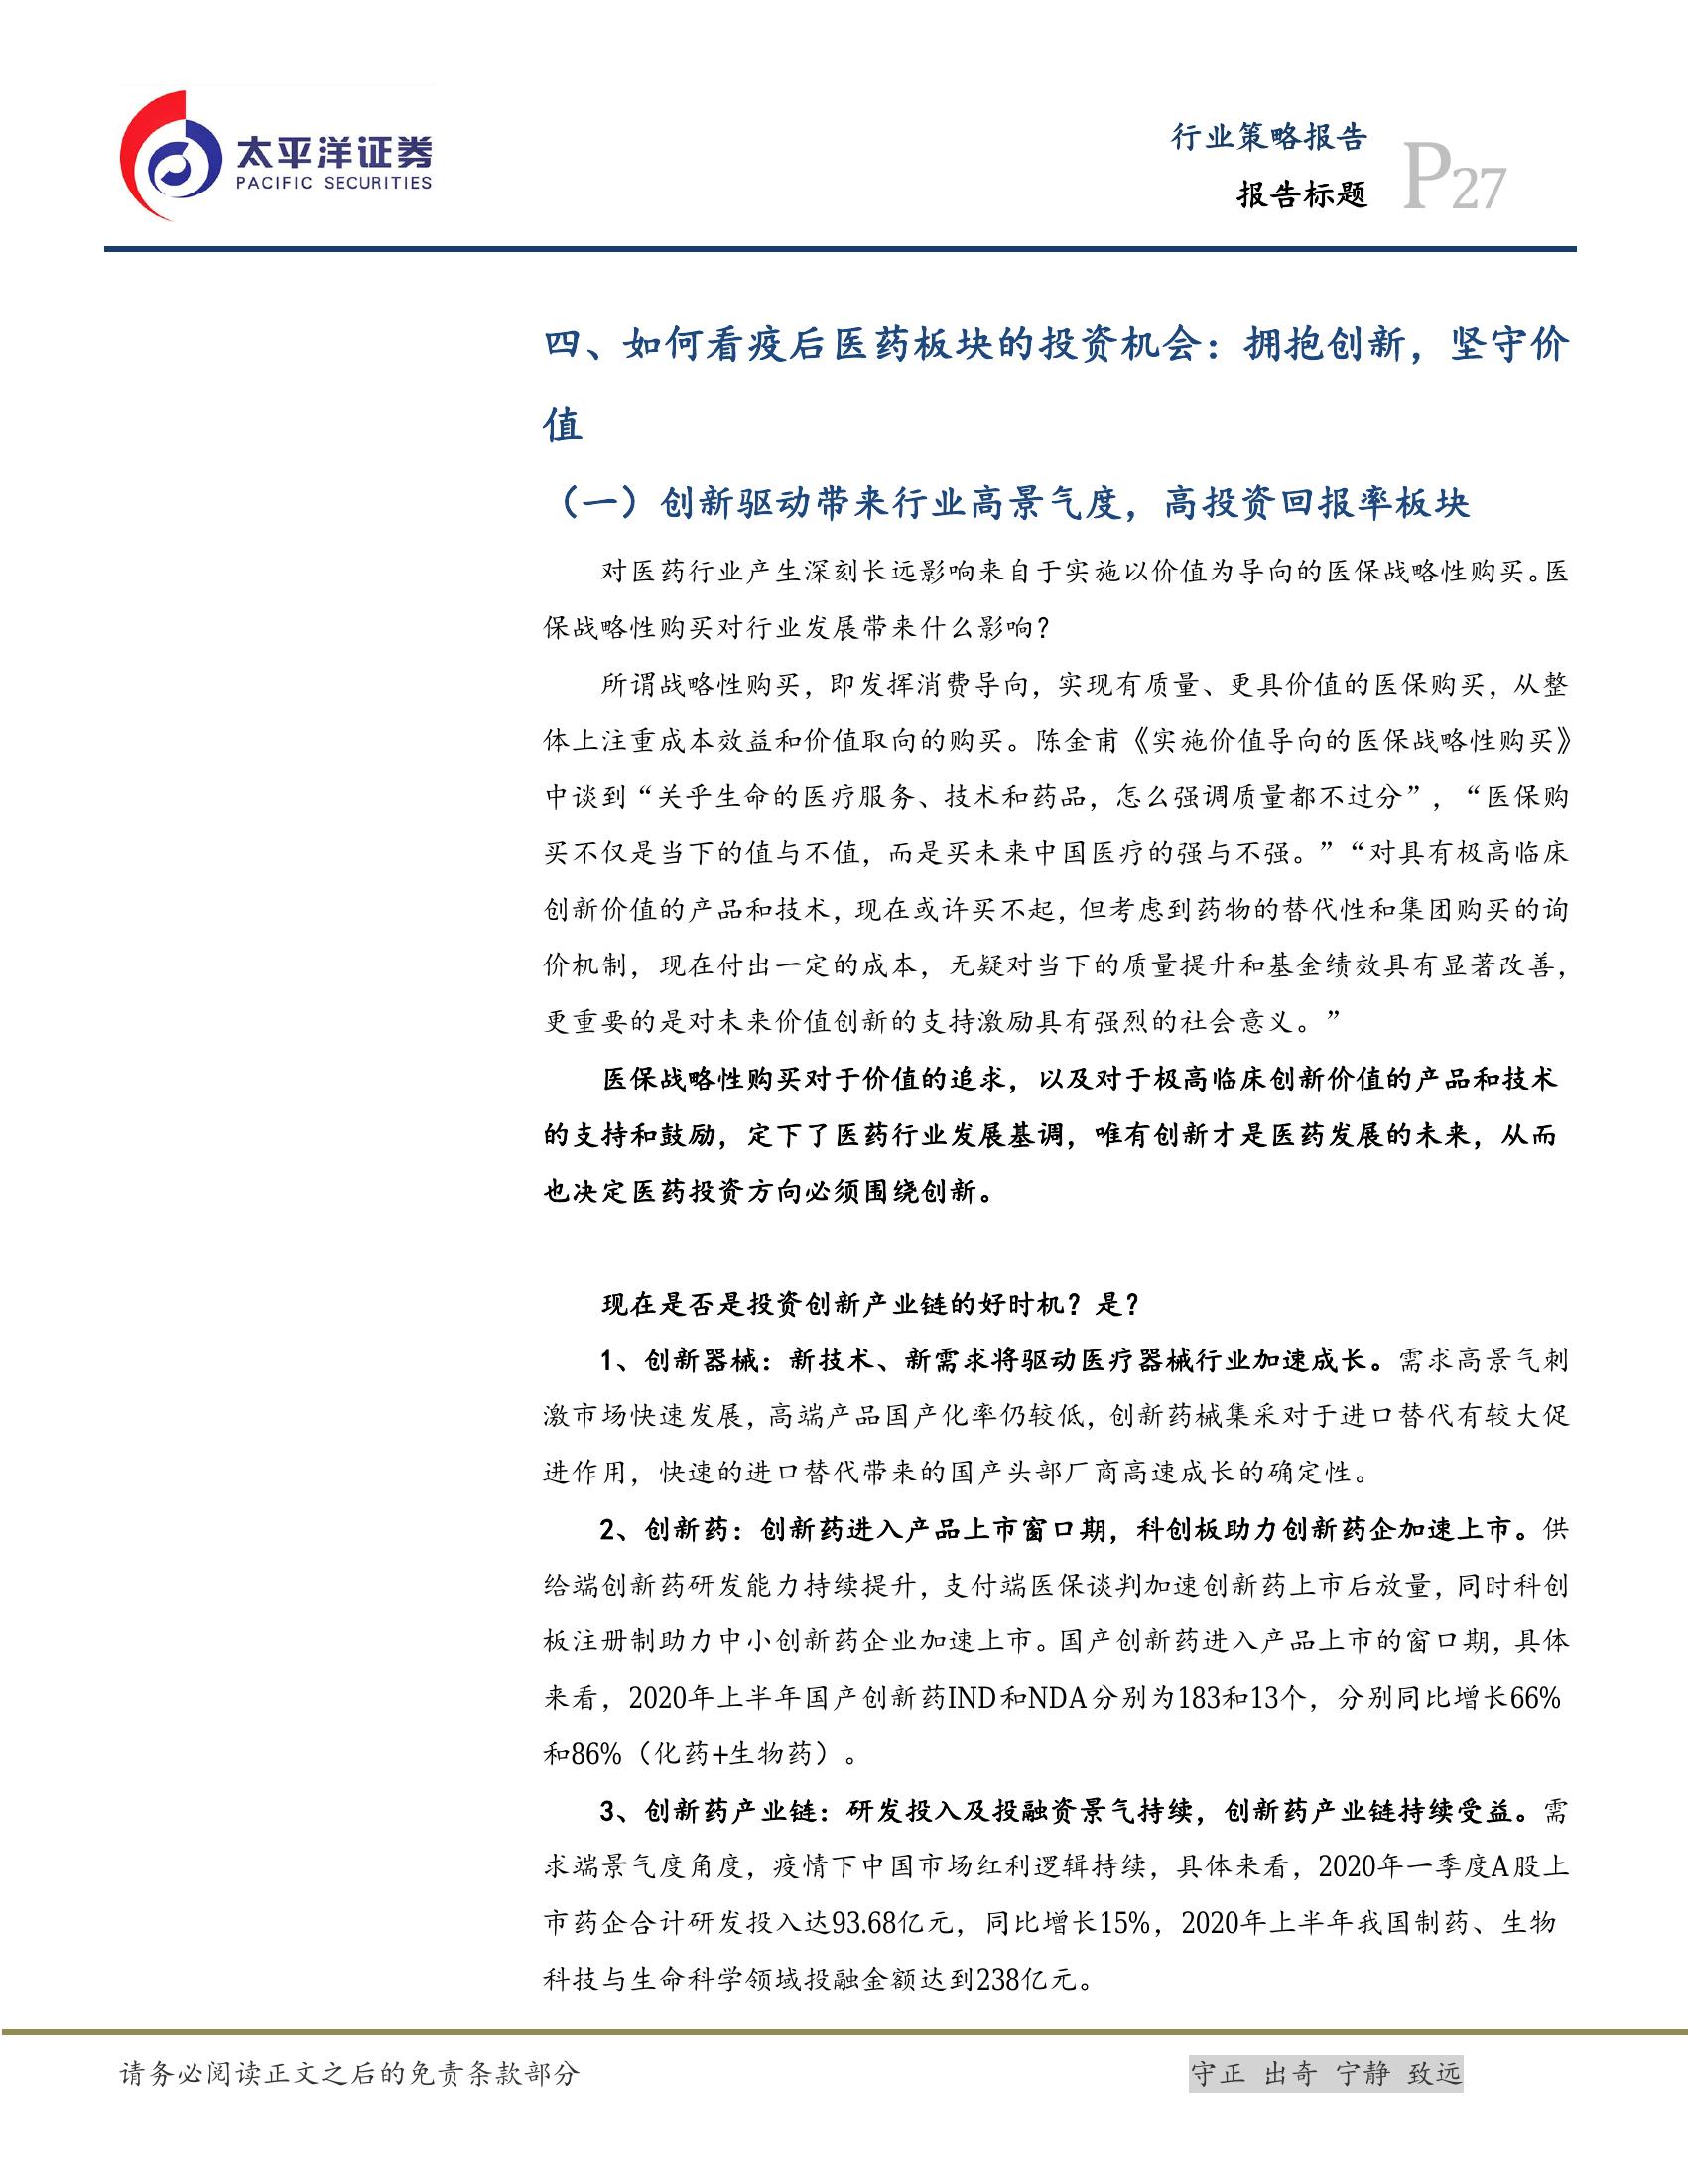 太平洋证券
PACIFIC SECURITIES
行业策略报告
报告标题
P27
四、如何看疫后医药板块的投资机会：拥抱创新，坚守价
值
（一）创新驱动带来行业高景气度，高投资回报率板块
对医药行业产生深刻长远影响来自于实施以价值为导向的医保战略性购买。医
保战略性购买对行业发展带来什么影响？
所谓战略性购买，即发挥消费导向，实现有质量、更具价值的医保购买，从整
体上注重成本效益和价值取向的购买。陈金甫《实施价值导向的医保战略性购买》
中谈到“关乎生命的医疗服务、技术和药品，怎么强调质量都不过分”，“医保购
买不仅是当下的值与不值，而是买未来中国医疗的强与不强。”“对具有极高临床
创新价值的产品和技术，现在或许买不起，但考虑到药物的替代性和集团购买的询
价机制，现在付出一定的成本，无疑对当下的质量提升和基金绩效具有显著改善，
更重要的是对未来价值创新的支持激励具有强烈的社会意义。”
医保战略性购买对于价值的追求，以及对于极高临床创新价值的产品和技术
的支持和鼓励，定下了医药行业发展基调，唯有创新才是医药发展的未来，从而
也决定医药投资方向必须围绕创新。
现在是否是投资创新产业链的好时机？是？
1、创新器械：新技术、新需求将驱动医疗器械行业加速成长。需求高景气刺
激市场快速发展，高端产品国产化率仍较低，创新药械集采对于进口替代有较大促
进作用，快速的进口替代带来的国产头部厂商高速成长的确定性。
2、创新药：创新药进入产品上市窗口期，科创板助力创新药企加速上市。供
给端创新药研发能力持续提升，支付端医保谈判加速创新药上市后放量，同时科创
板注册制助力中小创新药企业加速上市。国产创新药进入产品上市的窗口期，具体
来看，2020年上半年国产创新药IND和NDA分别为183和13个，分别同比增长66%
和86%（化药+生物药）。
3、创新药产业链：研发投入及投融资景气持续，创新药产业链持续受益。需
求端景气度角度，疫情下中国市场红利逻辑持续，具体来看，2020年一季度A股上
市药企合计研发投入达93.68亿元，同比增长15%，2020年上半年我国制药、生物
科技与生命科学领域投融金额达到238亿元。
请务必阅读正文之后的免责条款部分
守正 出奇 宁静 致远